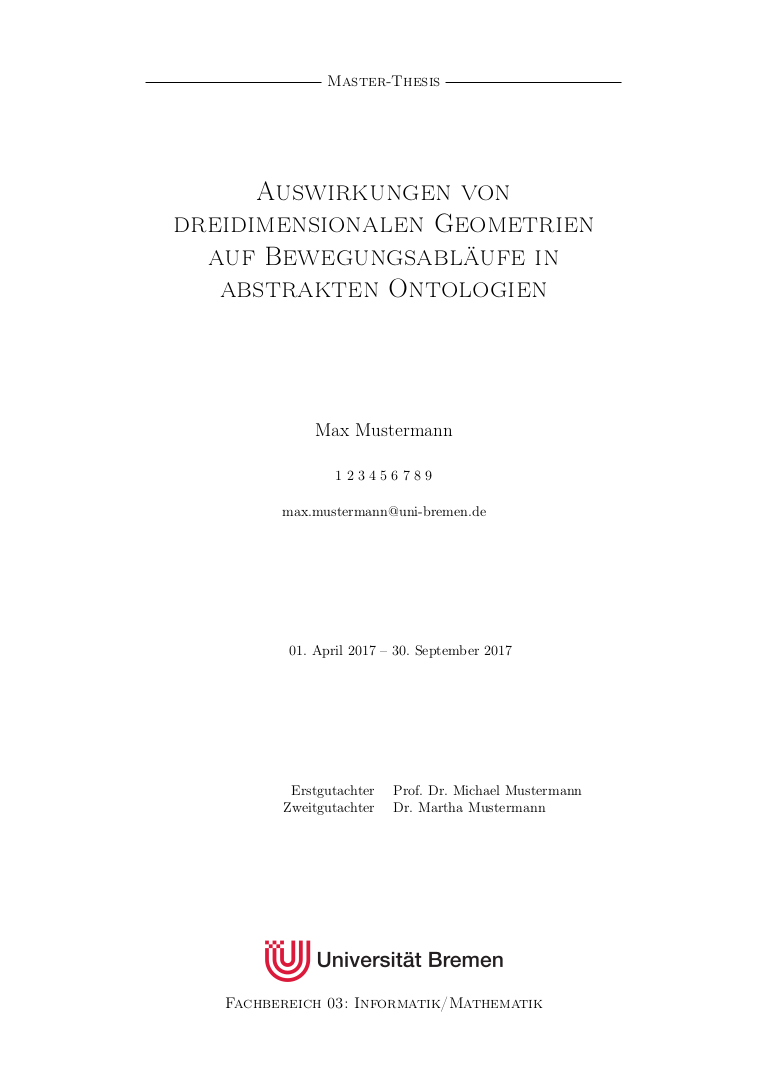 Master-Thesis
Auswirkungen von
dreidimensionalen Geometrien
auf Bewegungsabläufe in
abstrakten Ontologien
Max Mustermann
1 2 3 4 5 6 7 8 9
max.mustermann@uni-bremen.de
01. April 2017 – 30. September 2017
Erstgutachter Prof. Dr. Michael Mustermann
Zweitgutachter Dr. Martha Mustermann
Universität Bremen
Fachbereich 03: Informatik/Mathematik